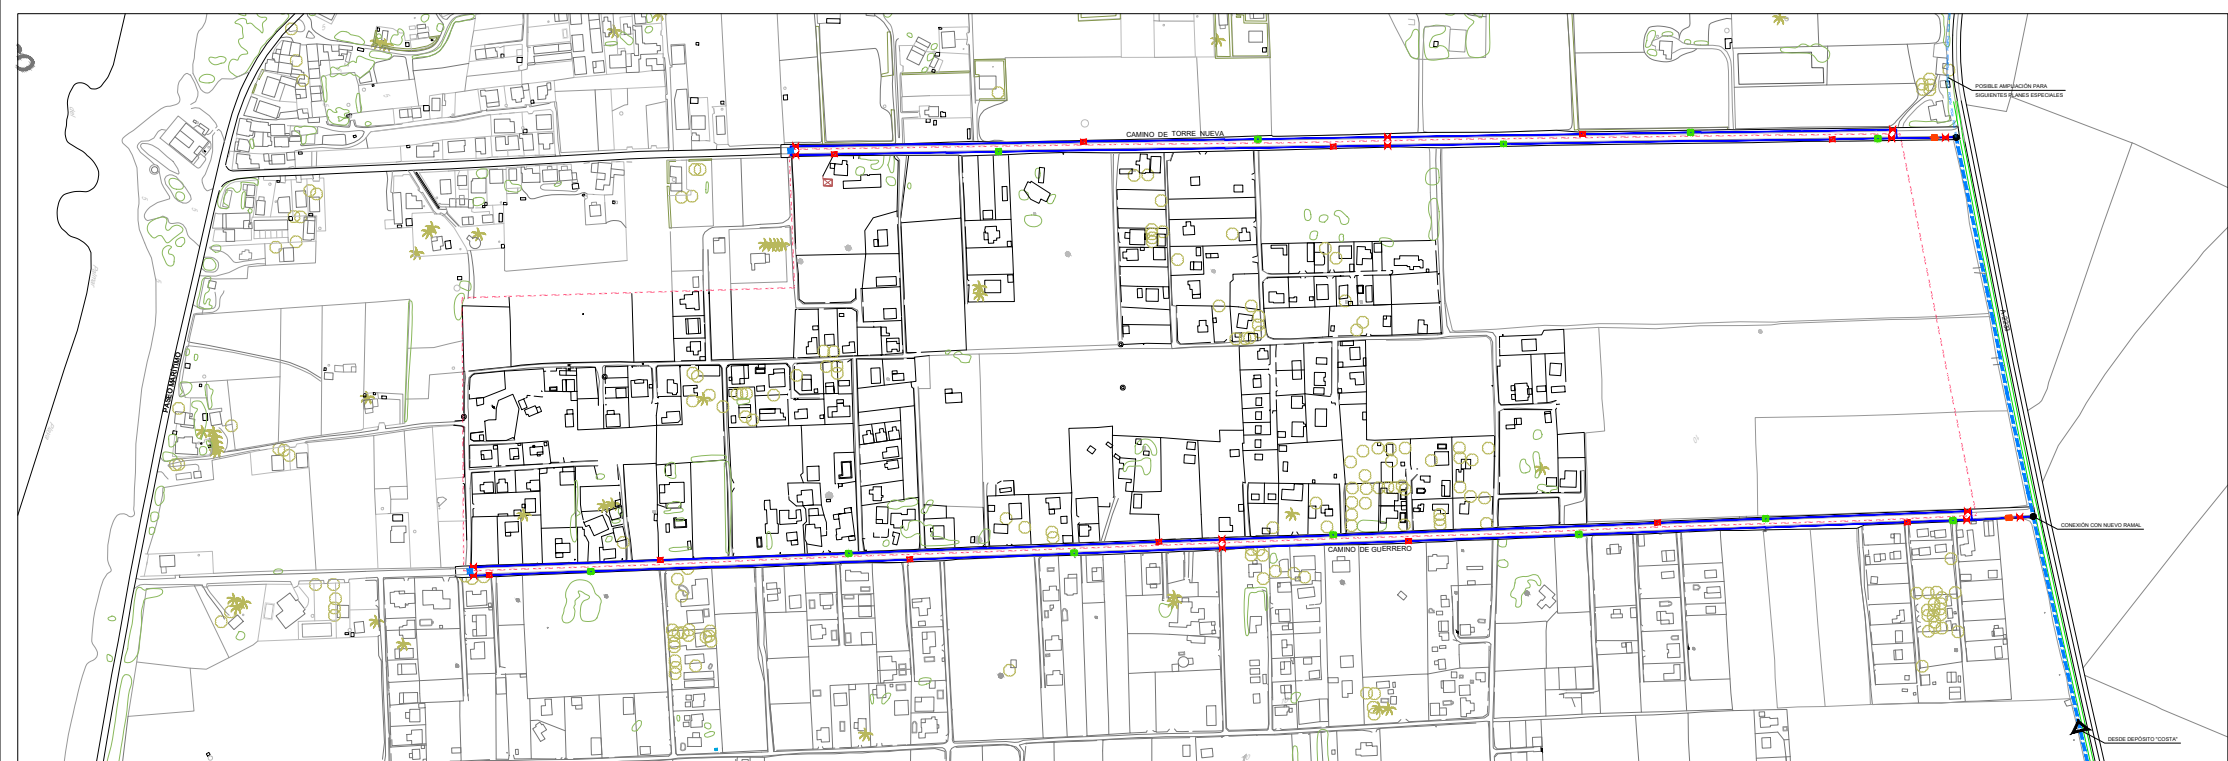 POSIBLE AMPLIACIÓN PARA
SIGUIENTES PLANES ESPECIALES
CAMINO DE TORRE NUEVA
PASEO MARITIMO
CONEXIÓN CON NUEVO RAMAL
CAMINO DE GUERRERO
DESDE DEPÓSITO "COSTA"